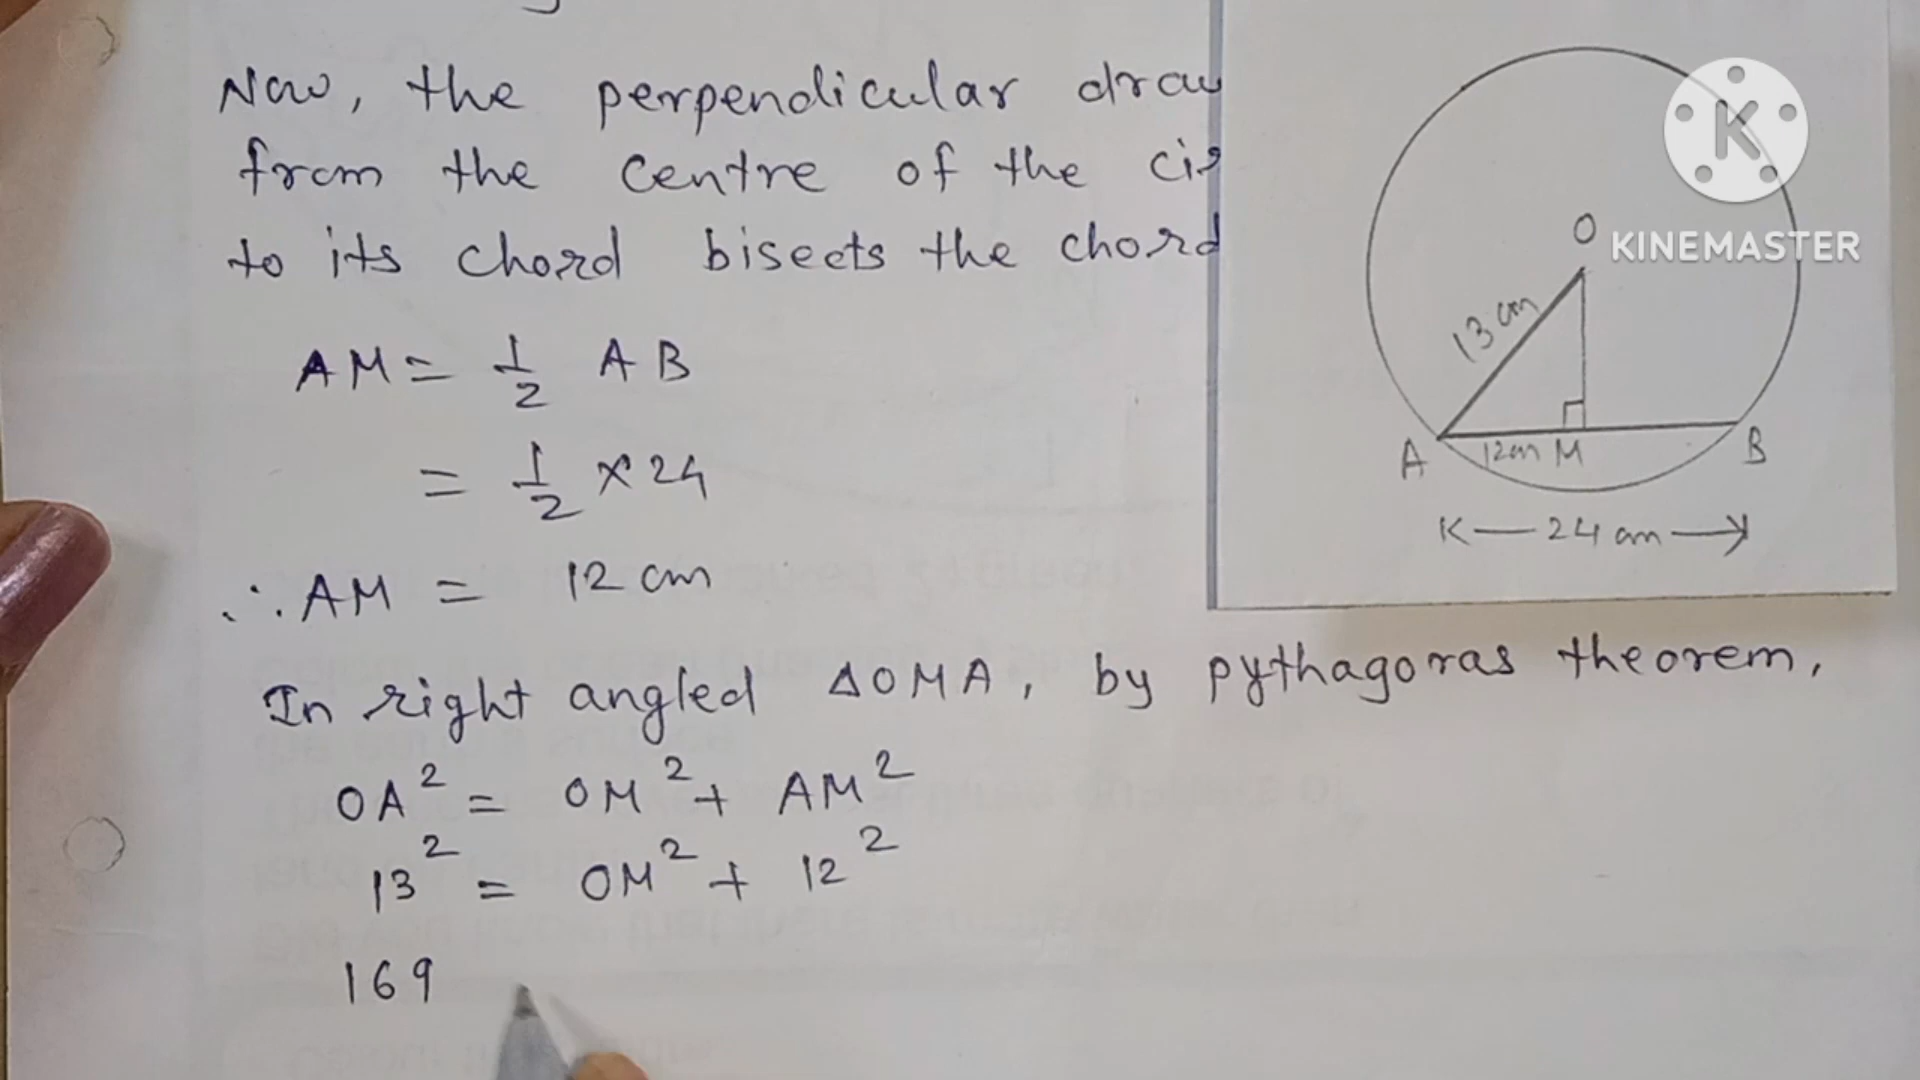 Now, the perpendicular draw
from the centre of the cir
to its chord bisects the chord
AM = 1/2 AB
= 1/2 × 24
∴ AM = 12 cm
In right angled ΔOMA, by pythagoras theorem,
OA² = OM² + AM²
13² = OM² + 12²
169
K
KINEMASTER
O
13 cm
A 12cm M B
24 cm